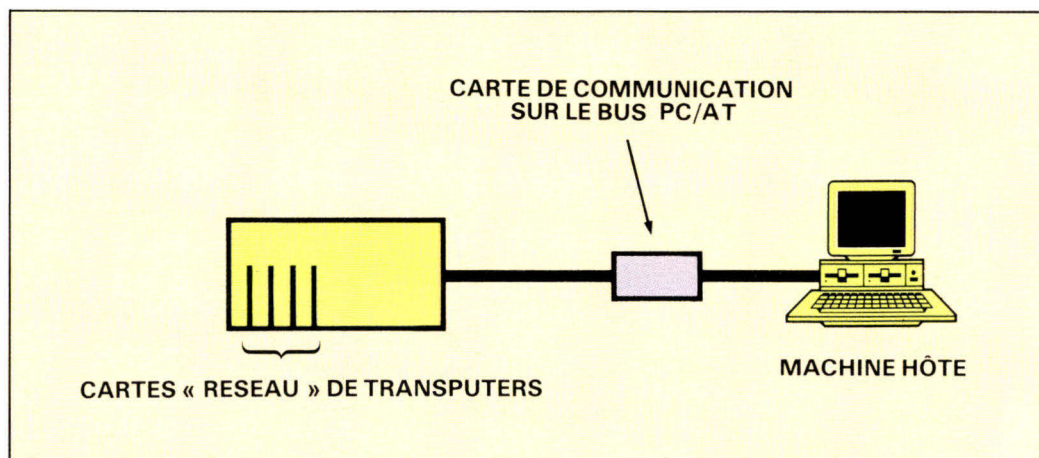 CARTE DE COMMUNICATION
SUR LE BUS PC/AT
MACHINE HÔTE
CARTES « RESEAU » DE TRANSPUTERS